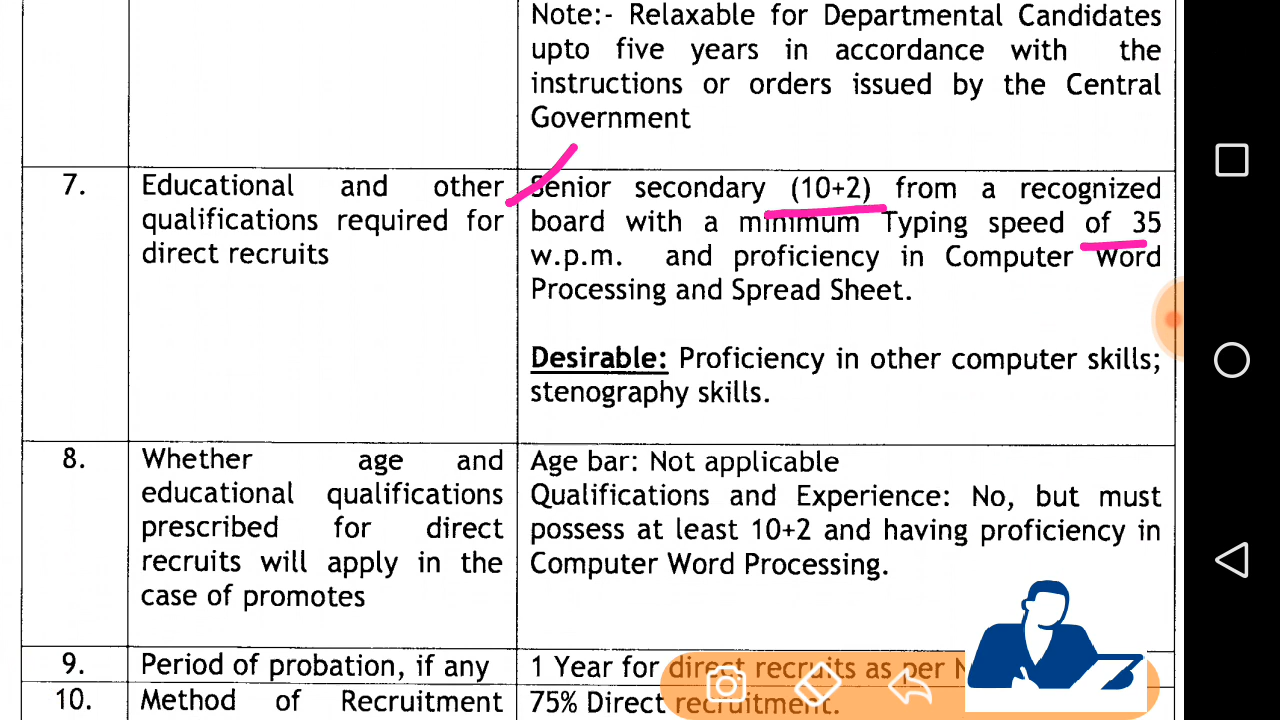 Note:- Relaxable for Departmental Candidates
upto five years in accordance with the
instructions or orders issued by the Central
Government
7.
Educational and other
qualifications required for
direct recruits
Senior secondary (10+2) from a recognized
board with a minimum Typing speed of 35
w.p.m. and proficiency in Computer Word
Processing and Spread Sheet.
Desirable: Proficiency in other computer skills;
stenography skills.
8.
Whether age and
educational qualifications
prescribed for direct
recruits will apply in the
case of promotes
Age bar: Not applicable
Qualifications and Experience: No, but must
possess at least 10+2 and having proficiency in
Computer Word Processing.
9.
Period of probation, if any
1 Year for direct recruits as per
10.
Method of Recruitment
75% Direct recruitment.